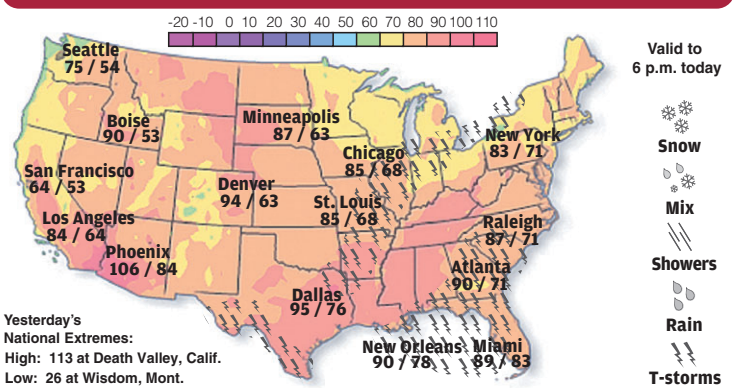 -20 -10 0 10 20 30 40 50 60 70 80 90 100 110
Valid to
6 p.m. today
Seattle
75 / 54
Boise
90 / 53
Minneapolis
87 / 63
New York
83 / 71
Chicago
85 / 68
San Francisco
64 / 53
Denver
94 / 63
St. Louis
85 / 68
Los Angeles
84 / 64
Raleigh
87 / 71
Phoenix
106 / 84
Atlanta
90 / 71
Dallas
95 / 76
New Orleans
90 / 78
Miami
89 / 83
Snow
Mix
Showers
Rain
T-storms
Yesterday's
National Extremes:
High: 113 at Death Valley, Calif.
Low: 26 at Wisdom, Mont.